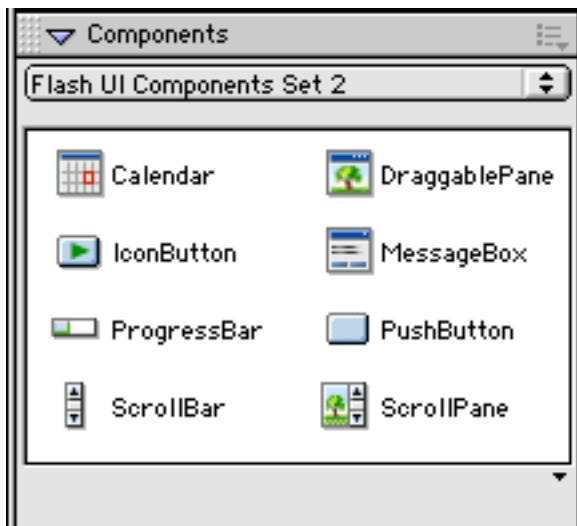 Components
Flash UI Components Set 2
Calendar DraggablePane
IconButton MessageBox
ProgressBar PushButton
ScrollBar ScrollPane